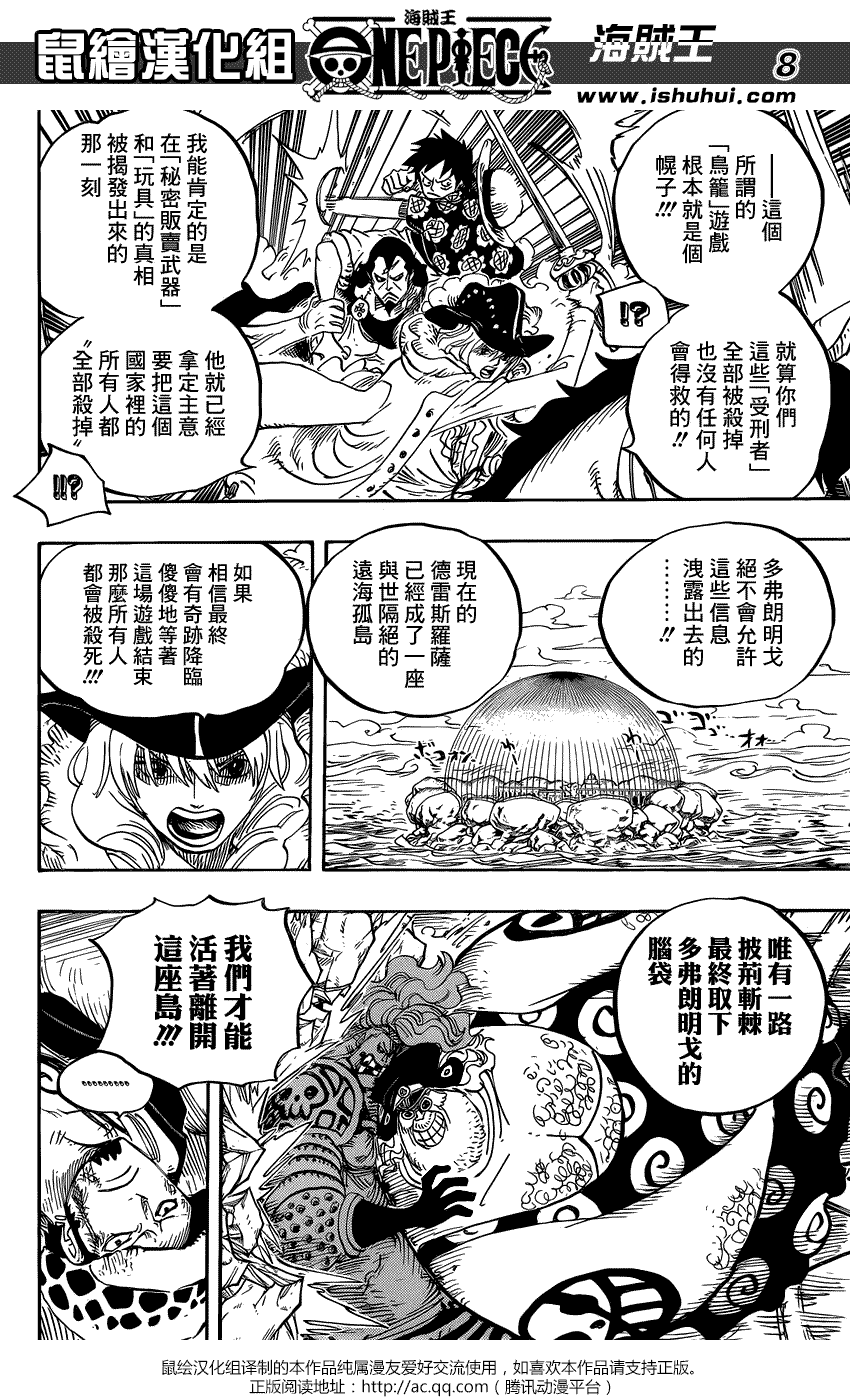 鼠繪漢化組
海賊王
ONE PIECE
海賊王
8
www.ishuhui.com
——這個
所謂的
「鳥籠」遊戲
根本就是個
幌子!!!
!?
就算你們
這些「受刑者」
全部被殺掉
也沒有任何人
會得救的!!
我能肯定的是
在「秘密販賣武器」
和「玩具」的真相
被揭發出來的
那一刻
他就已經
拿定主意
要把這個
國家裡的
所有人都
〝全部殺掉〞
!!?
多弗朗明戈
絕不會允許
這些信息
洩露出去的
………!!
現在的
德雷斯羅薩
已經成了一座
與世隔絕的
遠海孤島
ゴゴゴ
わー
わー
如果
相信最終
會有奇跡降臨
傻傻地等著
這場遊戲結束
那麼所有人
都會被殺死!!!
唯有一路
披荊斬棘
最終取下
多弗朗明戈的
腦袋
我們才能
活著離開
這座島!!!
…………
鼠绘汉化组译制的本作品纯属漫友爱好交流使用，如喜欢本作品请支持正版。
正版阅读地址：http://ac.qq.com（腾讯动漫平台）